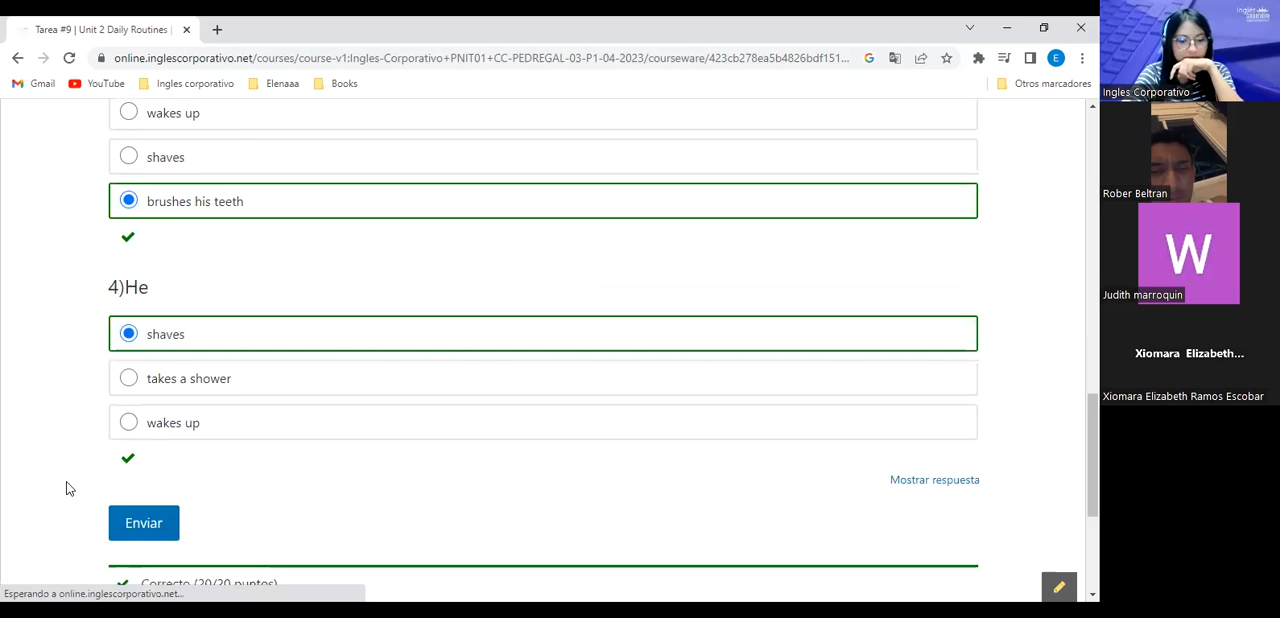 Tarea #9 | Unit 2 Daily Routines |
online.inglescorporativo.net/courses/course-v1:Ingles-Corporativo+PNIT01+CC-PEDREGAL-03-P1-04-2023/courseware/423cb278ea5b4826bdf151...
E
Gmail
YouTube
Ingles corporativo
Elenaaa
Books
Otros marcadores
wakes up
shaves
brushes his teeth
4)He
shaves
takes a shower
wakes up
Mostrar respuesta
Enviar
Correcto (20/20 puntos)
Esperando a online.inglescorporativo.net...
Ingles Corporativo
Rober Beltran
W
Judith marroquin
Xiomara Elizabeth...
Xiomara Elizabeth Ramos Escobar